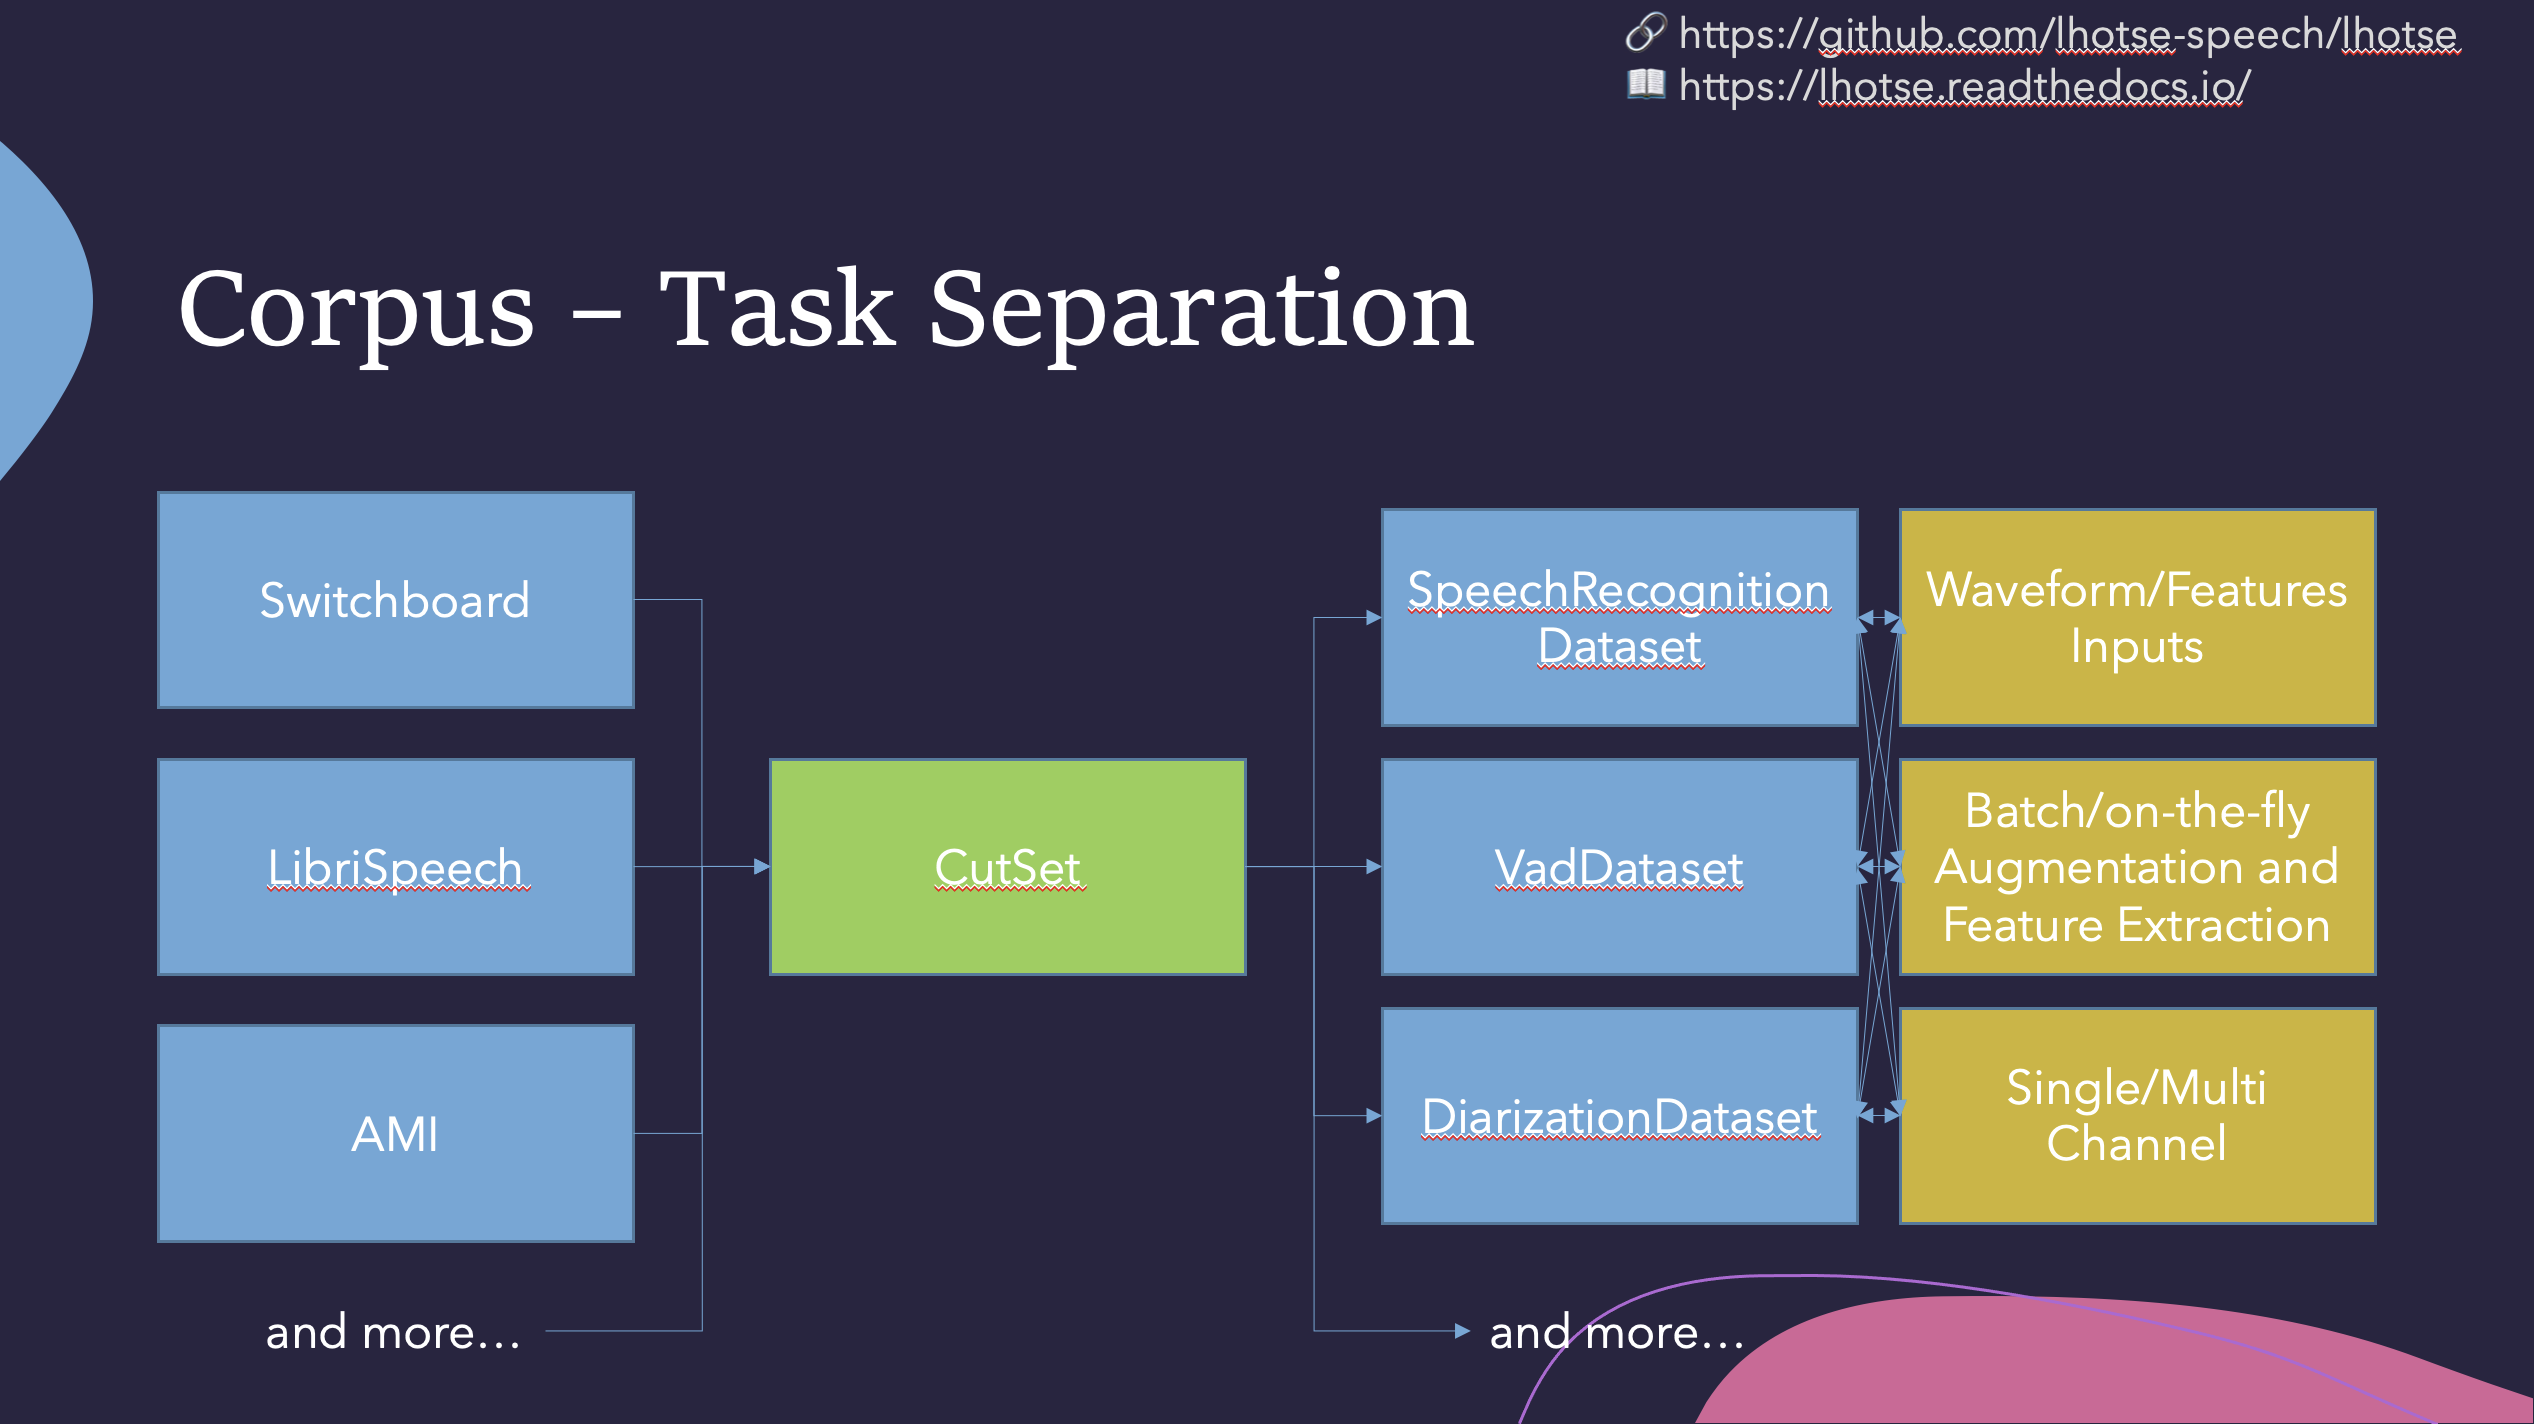 🔗 https://github.com/lhotse-speech/lhotse
📖 https://lhotse.readthedocs.io/
Corpus – Task Separation
Switchboard
LibriSpeech
AMI
and more…
CutSet
SpeechRecognition
Dataset
VadDataset
DiarizationDataset
and more…
Waveform/Features
Inputs
Batch/on-the-fly
Augmentation and
Feature Extraction
Single/Multi
Channel